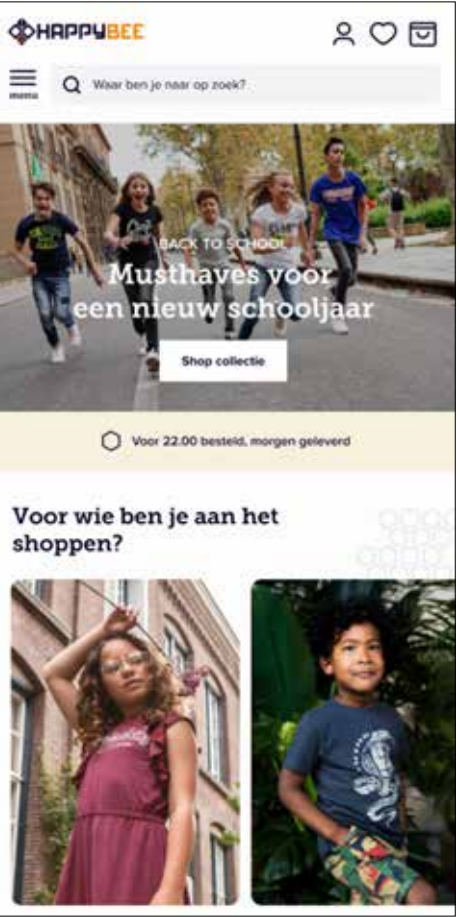 HAPPYBEE
menu
Waar ben je naar op zoek?
BACK TO SCHOOL
Musthaves voor
een nieuw schooljaar
Shop collectie
Voor 22.00 besteld, morgen geleverd
Voor wie ben je aan het
shoppen?